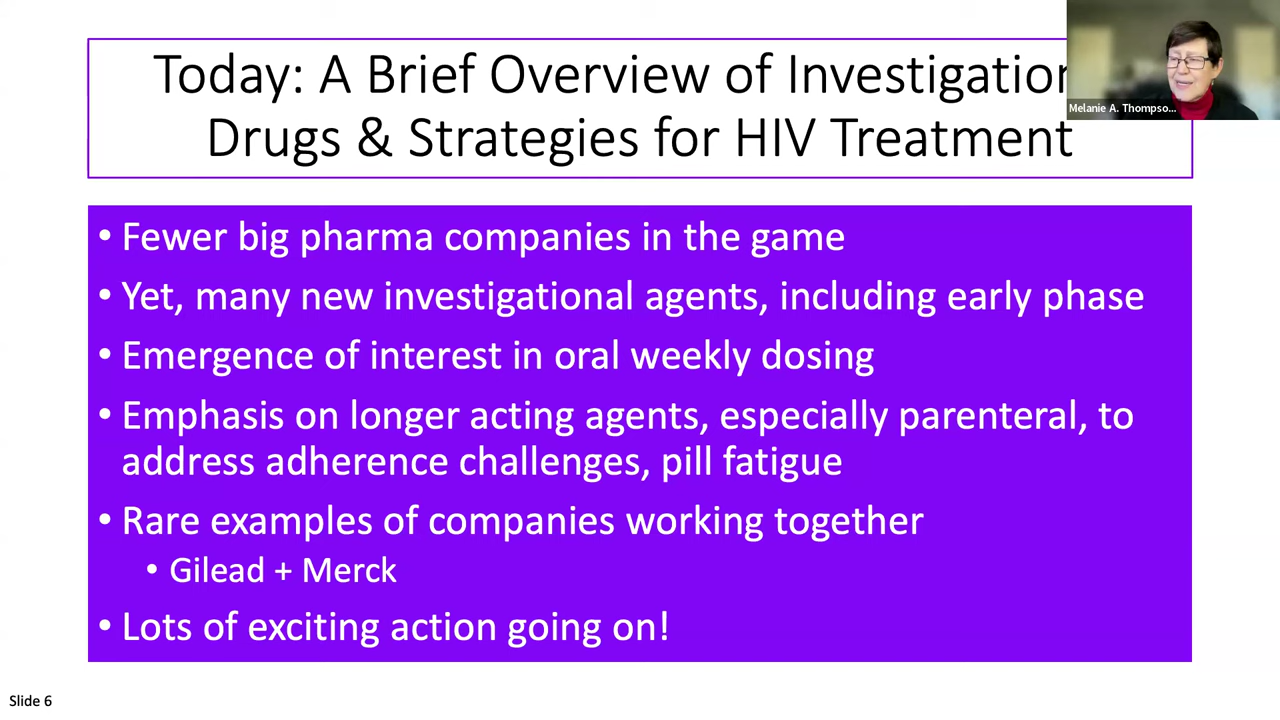 Today: A Brief Overview of Investigation
Drugs & Strategies for HIV Treatment
Melanie A. Thompso...
• Fewer big pharma companies in the game
• Yet, many new investigational agents, including early phase
• Emergence of interest in oral weekly dosing
• Emphasis on longer acting agents, especially parenteral, to
address adherence challenges, pill fatigue
• Rare examples of companies working together
• Gilead + Merck
• Lots of exciting action going on!
Slide 6